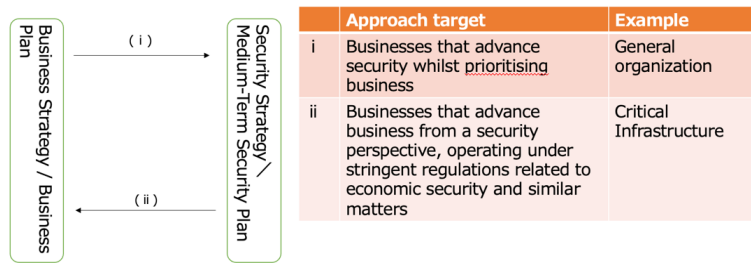 Business Strategy / Business
Plan
( i )
( ii )
Security Strategy＼
Medium-Term Security Plan
Approach target
Example
i
Businesses that advance
security whilst prioritising
business
General
organization
ii
Businesses that advance
business from a security
perspective, operating under
stringent regulations related to
economic security and similar
matters
Critical
Infrastructure